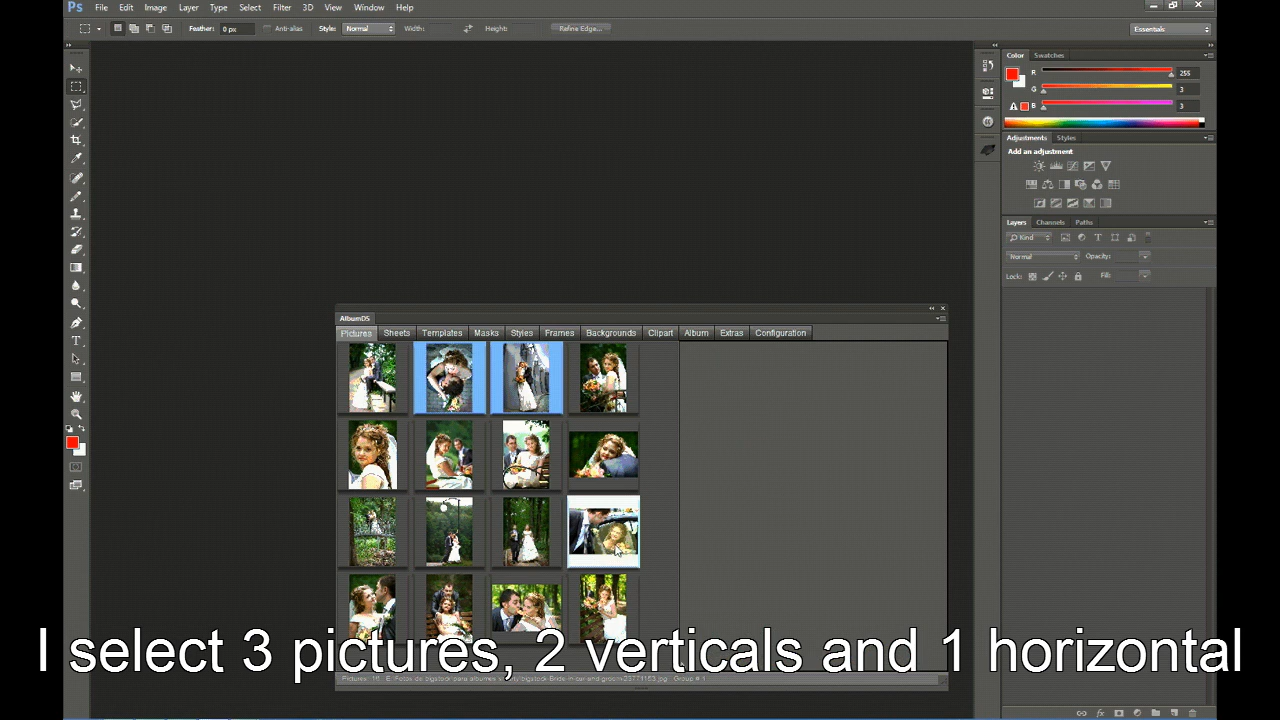 Ps File Edit Image Layer Type Select Filter 3D View Window Help
Feather: 0 px Anti-alias Style: Normal Width: Height: Refine Edge... Essentials
Color Swatches
R 255
G 3
B 3
Adjustments Styles
Add an adjustment
Layers Channels Paths
Kind
Normal Opacity:
Lock: Fill:
AlbumDS
Pictures Sheets Templates Masks Styles Frames Backgrounds Clipart Album Extras Configuration
I select 3 pictures, 2 verticals and 1 horizontal
Pictures: 16